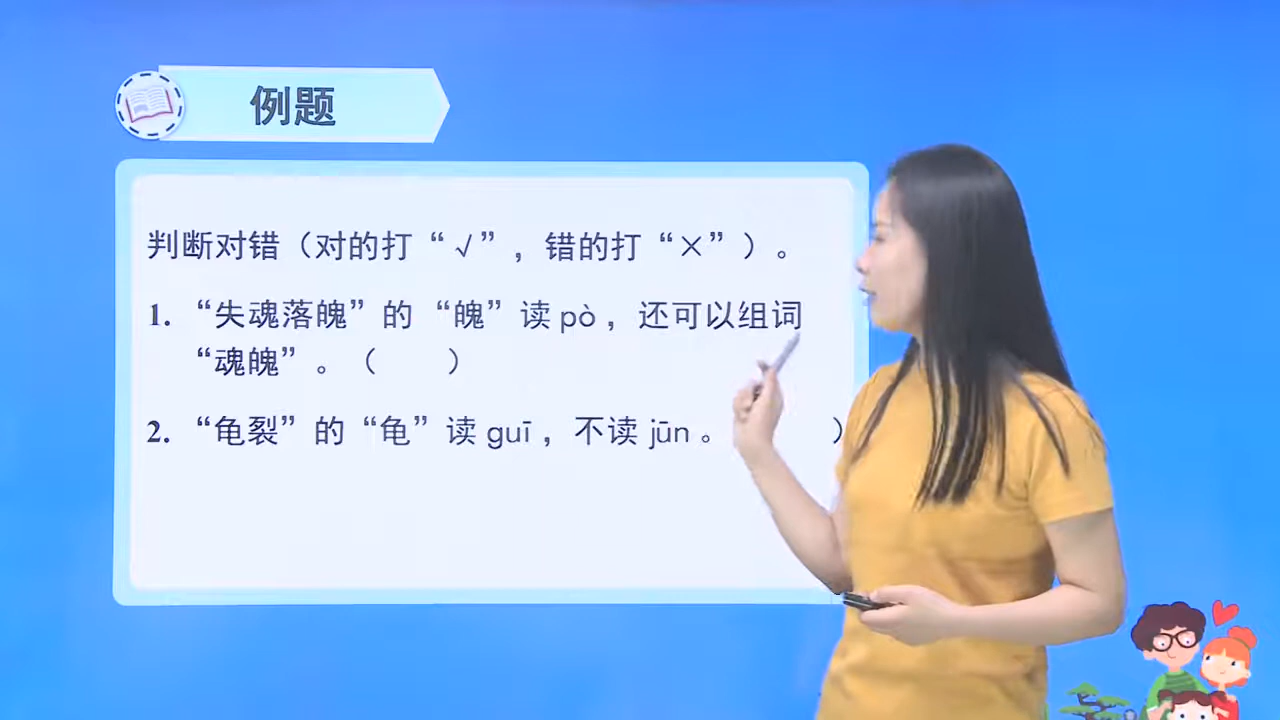 例题
判断对错（对的打“√”，错的打“×”）。
1. “失魂落魄”的“魄”读 pò，还可以组词
“魂魄”。（　　）
2. “龟裂”的“龟”读 guī，不读 jūn。　　）